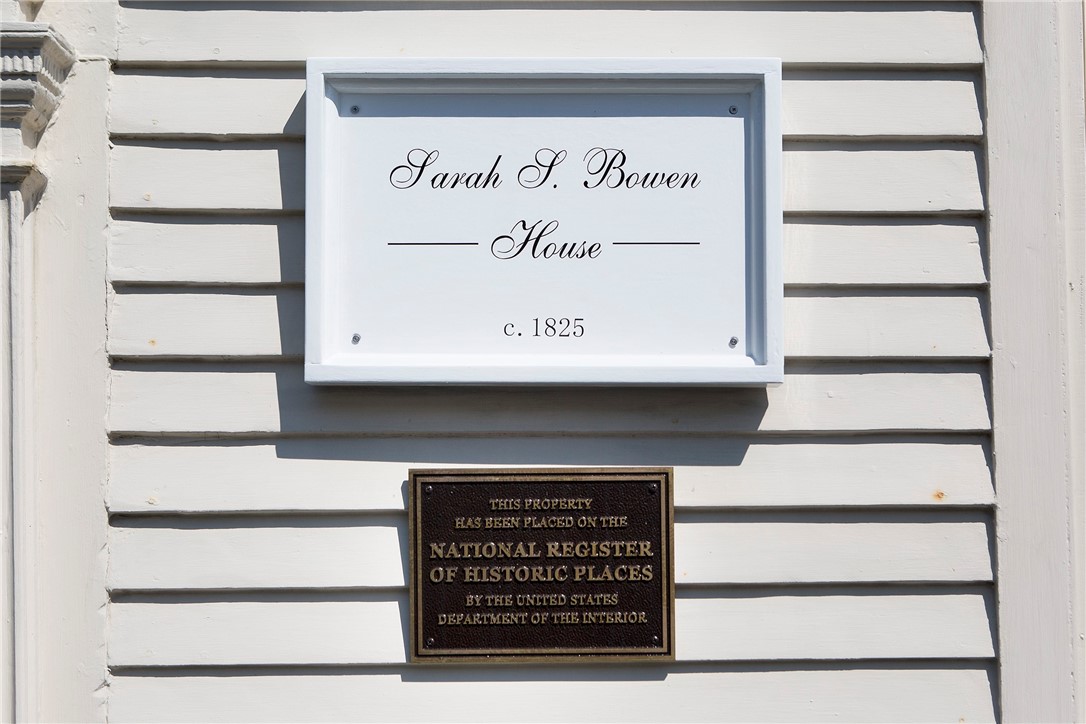 Sarah S. Bowen
House
c. 1825
THIS PROPERTY
HAS BEEN PLACED ON THE
NATIONAL REGISTER
OF HISTORIC PLACES
BY THE UNITED STATES
DEPARTMENT OF THE INTERIOR